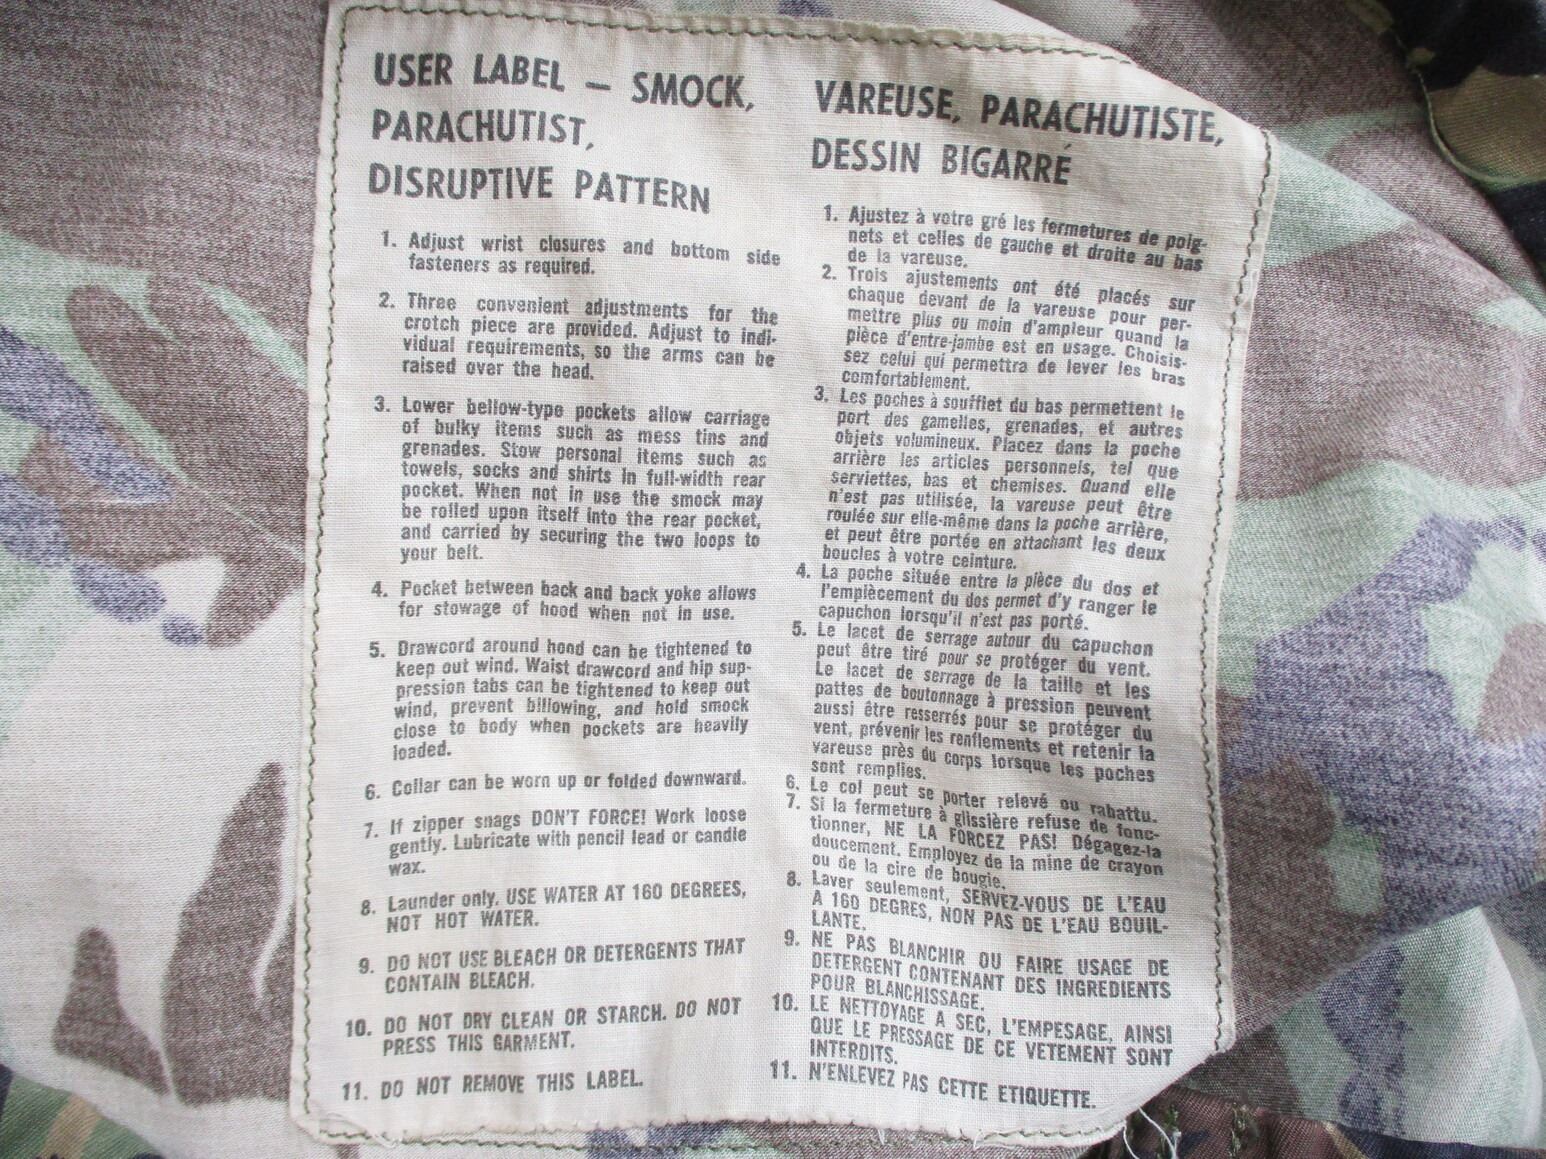 USER LABEL – SMOCK,
PARACHUTIST,
DISRUPTIVE PATTERN
1. Adjust wrist closures and bottom side
fasteners as required.
2. Three convenient adjustments for the
crotch piece are provided. Adjust to indi-
vidual requirements, so the arms can be
raised over the head.
3. Lower bellow-type pockets allow carriage
of bulky items such as mess tins and
grenades. Stow personal items such as
towels, socks and shirts in full-width rear
pocket. When not in use the smock may
be rolled upon itself into the rear pocket,
and carried by securing the two loops to
your belt.
4. Pocket between back and back yoke allows
for stowage of hood when not in use.
5. Drawcord around hood can be tightened to
keep out wind. Waist drawcord and hip sup-
pression tabs can be tightened to keep out
wind, prevent billowing, and hold smock
close to body when pockets are heavily
loaded.
6. Collar can be worn up or folded downward.
7. If zipper snags DON'T FORCE! Work loose
gently. Lubricate with pencil lead or candle
wax.
8. Launder only. USE WATER AT 160 DEGREES,
NOT HOT WATER.
9. DO NOT USE BLEACH OR DETERGENTS THAT
CONTAIN BLEACH.
10. DO NOT DRY CLEAN OR STARCH. DO NOT
PRESS THIS GARMENT.
11. DO NOT REMOVE THIS LABEL.
VAREUSE, PARACHUTISTE,
DESSIN BIGARRÉ
1. Ajustez à votre gré les fermetures de poig-
nets et celles de gauche et droite au bas
de la vareuse.
2. Trois ajustements ont été placés sur
chaque devant de la vareuse pour per-
mettre plus ou moin d'ampleur quand la
pièce d'entre-jambe est en usage. Choisis-
sez celui qui permettra de lever les bras
comfortablement.
3. Les poches à soufflet du bas permettent le
port des gamelles, grenades, et autres
objets volumineux. Placez dans la poche
arrière les articles personnels, tel que
serviettes, bas et chemises. Quand elle
n'est pas utilisée, la vareuse peut être
roulée sur elle-même dans la poche arrière,
et peut être portée en attachant les deux
boucles à votre ceinture.
4. La poche située entre la pièce du dos et
l'emplècement du dos permet d'y ranger le
capuchon lorsqu'il n'est pas porté.
5. Le lacet de serrage autour du capuchon
peut être tiré pour se protéger du vent.
Le lacet de serrage de la taille et les
pattes de boutonnage à pression peuvent
aussi être resserrés pour se protéger du
vent, prévenir les renflements et retenir la
vareuse près du corps lorsque les poches
sont remplies.
6. Le col peut se porter relevé ou rabattu.
7. Si la fermeture à glissière refuse de fonc-
tionner, NE LA FORCEZ PAS! Dégagez-la
doucement. Employez de la mine de crayon
ou de la cire de bougie.
8. Laver seulement, SERVEZ-VOUS DE L'EAU
A 160 DEGRES, NON PAS DE L'EAU BOUIL-
LANTE.
9. NE PAS BLANCHIR OU FAIRE USAGE DE
DETERGENT CONTENANT DES INGREDIENTS
POUR BLANCHISSAGE.
10. LE NETTOYAGE A SEC, L'EMPESAGE, AINSI
QUE LE PRESSAGE DE CE VETEMENT SONT
INTERDITS.
11. N'ENLEVEZ PAS CETTE ETIQUETTE.